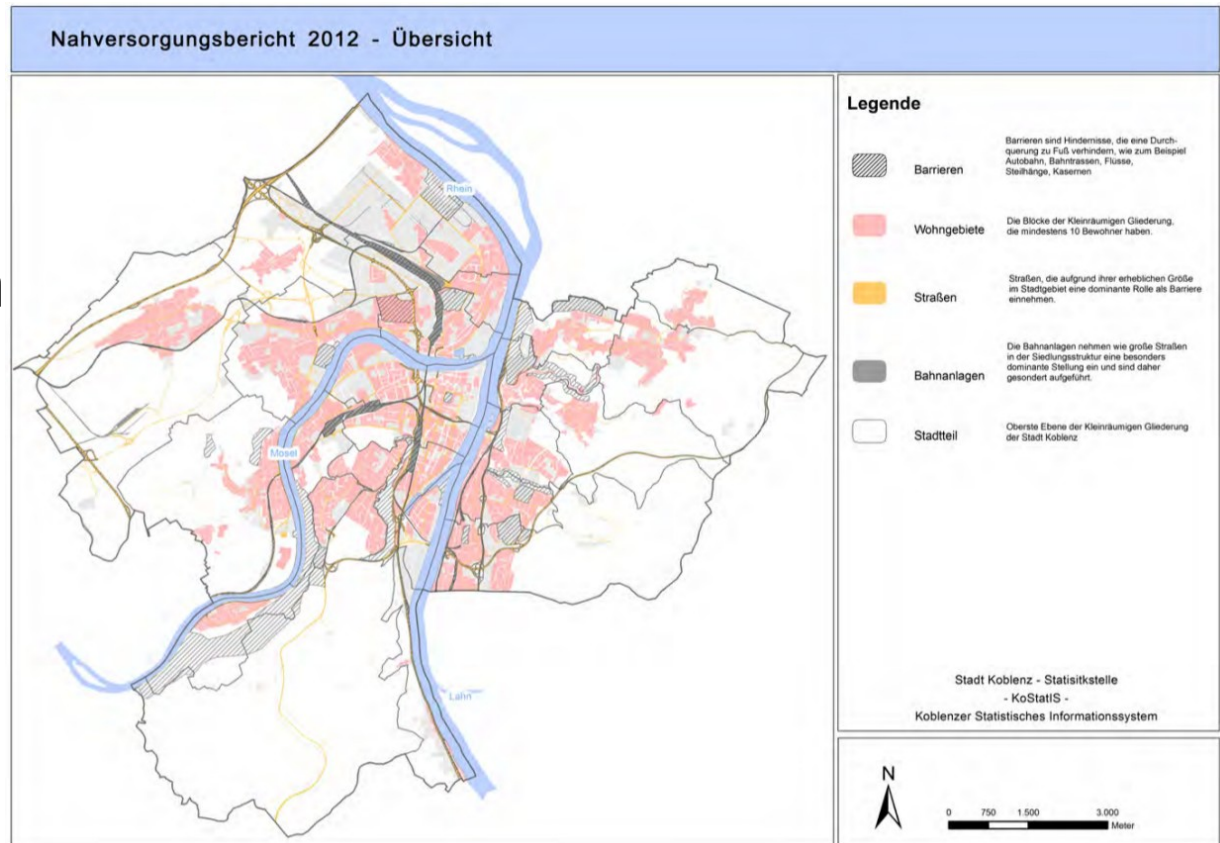 Nahversorgungsbericht 2012 - Übersicht
Rhein
Mosel
Lahn
Legende
Barrieren
Barrieren sind Hindernisse, die eine Durch-
querung zu Fuß verhindern, wie zum Beispiel
Autobahn, Bahntrassen, Flüsse,
Steilhänge, Kasernen
Wohngebiete
Die Blöcke der Kleinräumigen Gliederung,
die mindestens 10 Bewohner haben.
Straßen
Straßen, die aufgrund ihrer erheblichen Größe
im Stadtgebiet eine dominante Rolle als Barriere
einnehmen.
Bahnanlagen
Die Bahnanlagen nehmen wie große Straßen
in der Siedlungsstruktur eine besonders
dominante Stellung ein und sind daher
gesondert aufgeführt.
Stadtteil
Oberste Ebene der Kleinräumigen Gliederung
der Stadt Koblenz
Stadt Koblenz - Statisitkstelle
- KoStatIS -
Koblenzer Statistisches Informationssystem
N
0 750 1.500 3.000
Meter